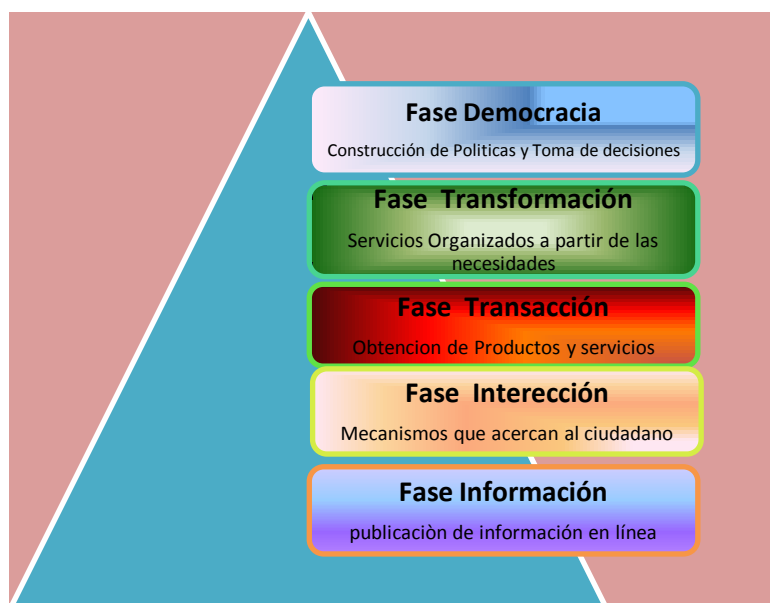 Fase Democracia
Construcción de Politicas y Toma de decisiones
Fase Transformación
Servicios Organizados a partir de las
necesidades
Fase Transacción
Obtencion de Productos y servicios
Fase Interección
Mecanismos que acercan al ciudadano
Fase Información
publicaciòn de información en línea